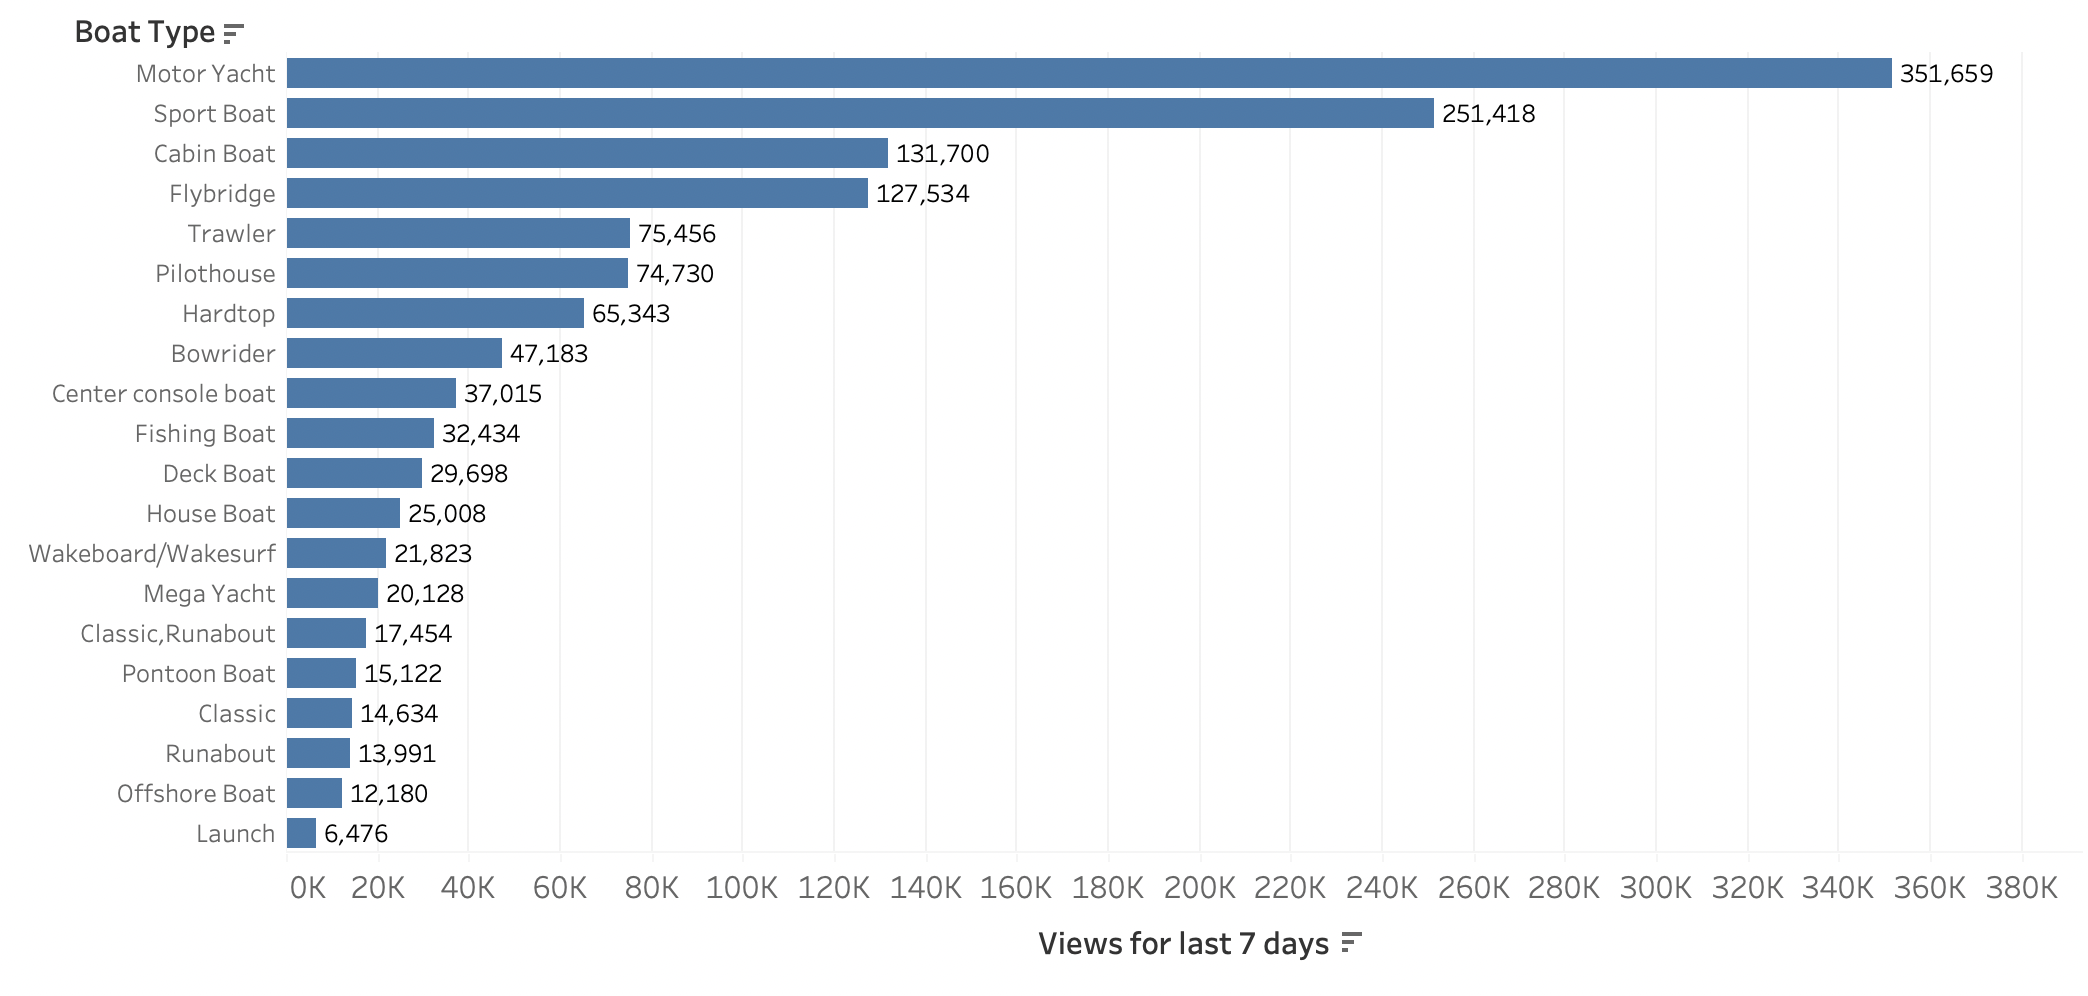 Boat Type
Motor Yacht 351,659
Sport Boat 251,418
Cabin Boat 131,700
Flybridge 127,534
Trawler 75,456
Pilothouse 74,730
Hardtop 65,343
Bowrider 47,183
Center console boat 37,015
Fishing Boat 32,434
Deck Boat 29,698
House Boat 25,008
Wakeboard/Wakesurf 21,823
Mega Yacht 20,128
Classic,Runabout 17,454
Pontoon Boat 15,122
Classic 14,634
Runabout 13,991
Offshore Boat 12,180
Launch 6,476
0K 20K 40K 60K 80K 100K 120K 140K 160K 180K 200K 220K 240K 260K 280K 300K 320K 340K 360K 380K
Views for last 7 days